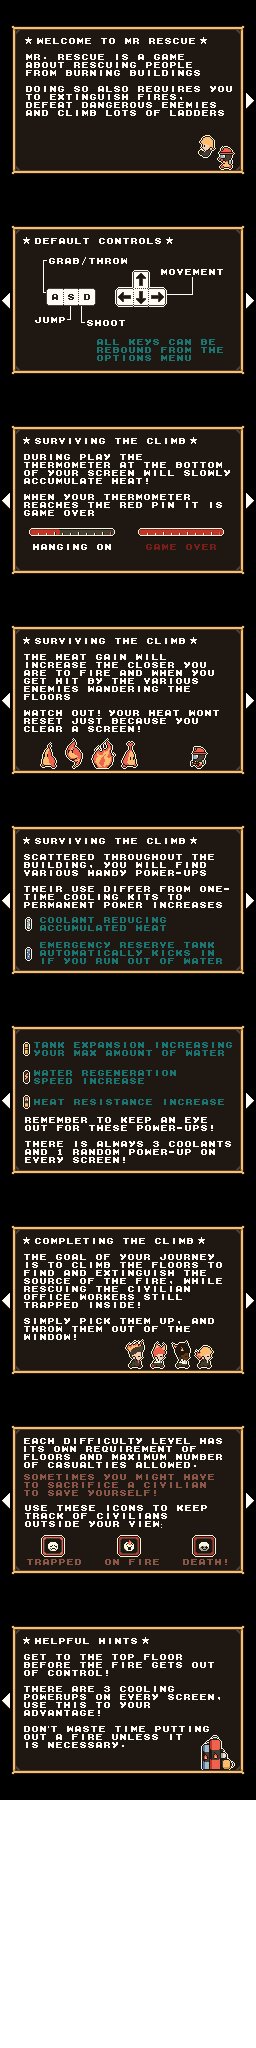 ★WELCOME TO MR RESCUE★
MR. RESCUE IS A GAME
ABOUT RESCUING PEOPLE
FROM BURNING BUILDINGS
DOING SO ALSO REQUIRES YOU
TO EXTINGUISH FIRES,
DEFEAT DANGEROUS ENEMIES
AND CLIMB LOTS OF LADDERS
★DEFAULT CONTROLS★
GRAB/THROW
MOVEMENT
A S D
JUMP
SHOOT
ALL KEYS CAN BE
REBOUND FROM THE
OPTIONS MENU
★SURVIVING THE CLIMB★
DURING PLAY THE
THERMOMETER AT THE BOTTOM
OF YOUR SCREEN WILL SLOWLY
ACCUMULATE HEAT!
WHEN YOUR THERMOMETER
REACHES THE RED PIN IT IS
GAME OVER
HANGING ON
GAME OVER
★SURVIVING THE CLIMB★
THE HEAT GAIN WILL
INCREASE THE CLOSER YOU
ARE TO FIRE AND WHEN YOU
GET HIT BY THE VARIOUS
ENEMIES WANDERING THE
FLOORS
WATCH OUT! YOUR HEAT WONT
RESET JUST BECAUSE YOU
CLEAR A SCREEN!
★SURVIVING THE CLIMB★
SCATTERED THROUGHOUT THE
BUILDING, YOU WILL FIND
VARIOUS HANDY POWER-UPS
THEIR USE DIFFER FROM ONE-
TIME COOLING KITS TO
PERMANENT POWER INCREASES
COOLANT REDUCING
ACCUMULATED HEAT
EMERGENCY RESERVE TANK
AUTOMATICALLY KICKS IN
IF YOU RUN OUT OF WATER
TANK EXPANSION INCREASING
YOUR MAX AMOUNT OF WATER
WATER REGENERATION
SPEED INCREASE
HEAT RESISTANCE INCREASE
REMEMBER TO KEEP AN EYE
OUT FOR THESE POWER-UPS!
THERE IS ALWAYS 3 COOLANTS
AND 1 RANDOM POWER-UP ON
EVERY SCREEN!
★COMPLETING THE CLIMB★
THE GOAL OF YOUR JOURNEY
IS TO CLIMB THE FLOORS TO
FIND AND EXTINGUISH THE
SOURCE OF THE FIRE, WHILE
RESCUING THE CIVILIAN
OFFICE WORKERS STILL
TRAPPED INSIDE!
SIMPLY PICK THEM UP, AND
THROW THEM OUT OF THE
WINDOW!
EACH DIFFICULTY LEVEL HAS
ITS OWN REQUIREMENT OF
FLOORS AND MAXIMUM NUMBER
OF CASUALTIES ALLOWED.
SOMETIMES YOU MIGHT HAVE
TO SACRIFICE A CIVILIAN
TO SAVE YOURSELF!
USE THESE ICONS TO KEEP
TRACK OF CIVILIANS
OUTSIDE YOUR VIEW:
TRAPPED
ON FIRE
DEATH!
★HELPFUL HINTS★
GET TO THE TOP FLOOR
BEFORE THE FIRE GETS OUT
OF CONTROL!
THERE ARE 3 COOLING
POWERUPS ON EVERY SCREEN,
USE THIS TO YOUR
ADVANTAGE!
DON'T WASTE TIME PUTTING
OUT A FIRE UNLESS IT
IS NECESSARY.